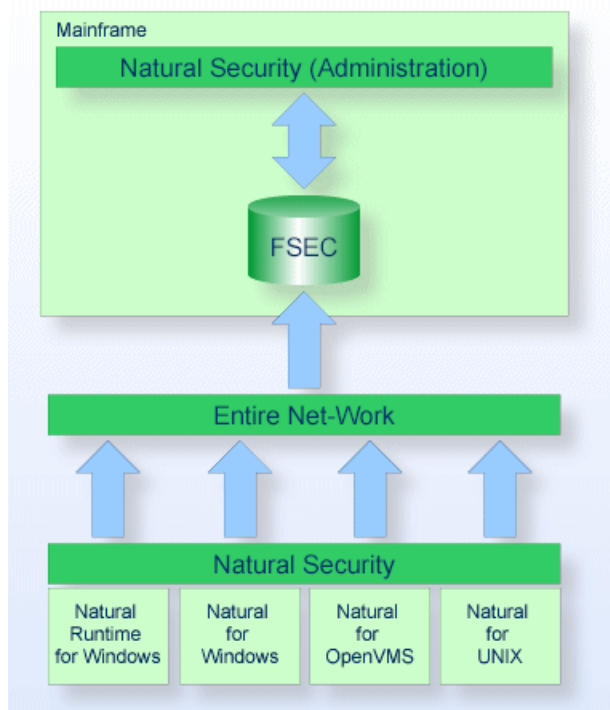 Mainframe
Natural Security (Administration)
FSEC
Entire Net-Work
Natural Security
Natural
Runtime
for Windows
Natural
for
Windows
Natural
for
OpenVMS
Natural
for
UNIX